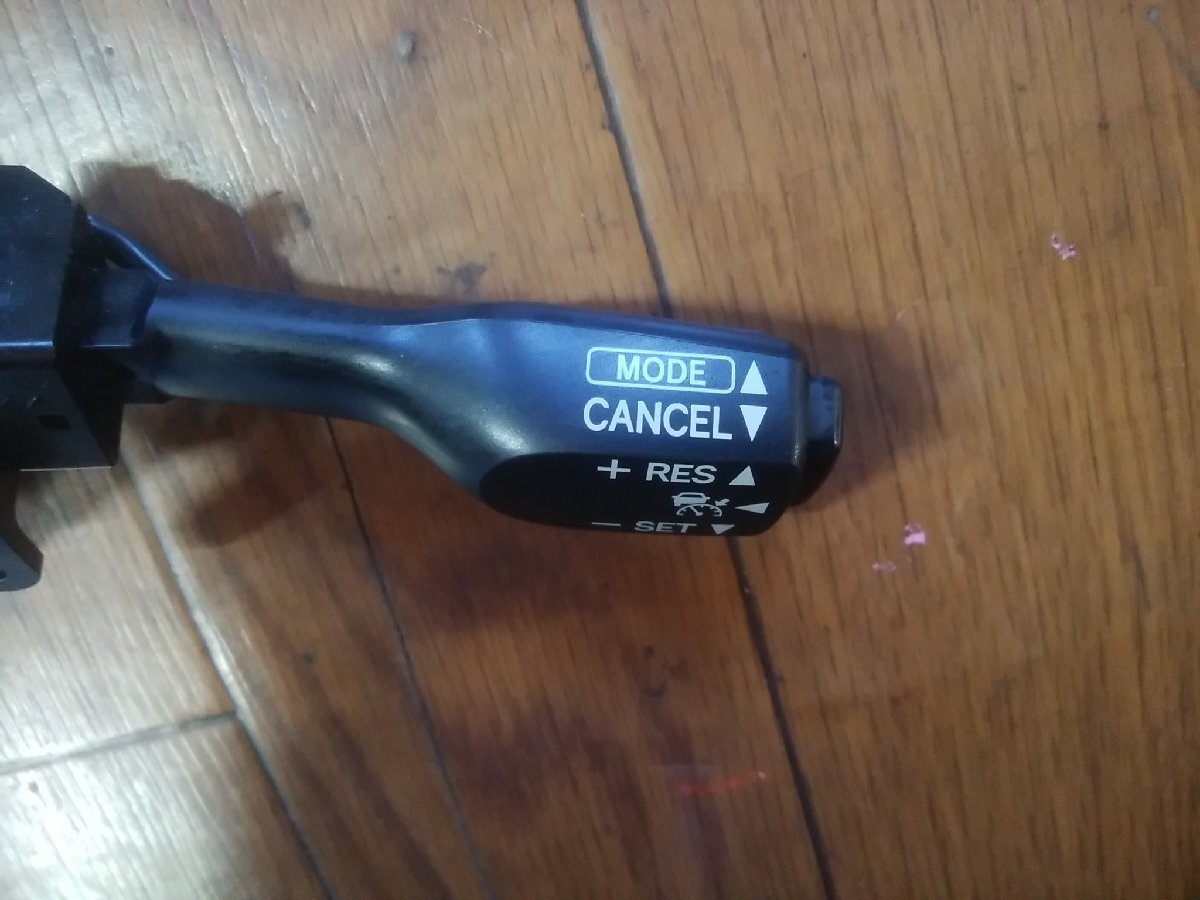 MODE ▲
CANCEL ▼
+ RES ▲
◀
— SET ▼